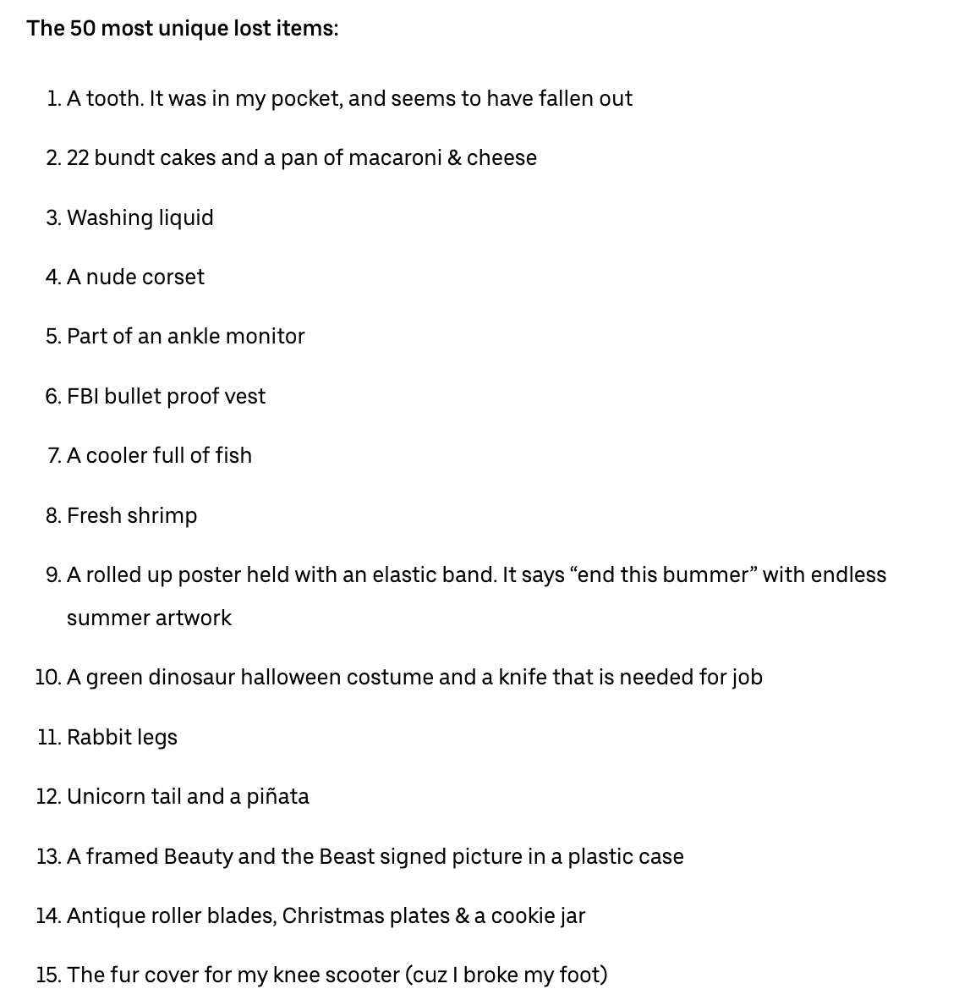 The 50 most unique lost items:
1. A tooth. It was in my pocket, and seems to have fallen out
2. 22 bundt cakes and a pan of macaroni & cheese
3. Washing liquid
4. A nude corset
5. Part of an ankle monitor
6. FBI bullet proof vest
7. A cooler full of fish
8. Fresh shrimp
9. A rolled up poster held with an elastic band. It says “end this bummer” with endless
summer artwork
10. A green dinosaur halloween costume and a knife that is needed for job
11. Rabbit legs
12. Unicorn tail and a piñata
13. A framed Beauty and the Beast signed picture in a plastic case
14. Antique roller blades, Christmas plates & a cookie jar
15. The fur cover for my knee scooter (cuz I broke my foot)